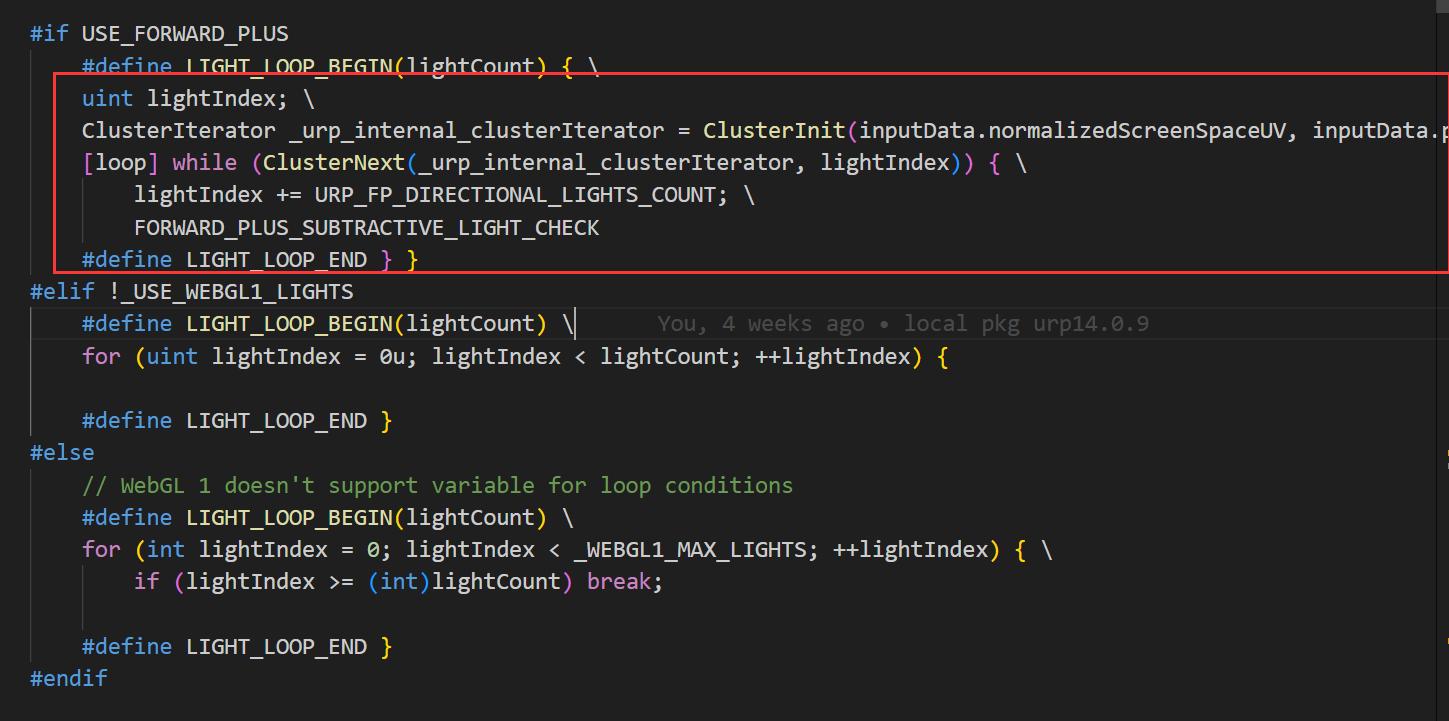 #if USE_FORWARD_PLUS
#define LIGHT_LOOP_BEGIN(lightCount) { \
uint lightIndex; \
ClusterIterator _urp_internal_clusterIterator = ClusterInit(inputData.normalizedScreenSpaceUV, inputData.p
[loop] while (ClusterNext(_urp_internal_clusterIterator, lightIndex)) { \
lightIndex += URP_FP_DIRECTIONAL_LIGHTS_COUNT; \
FORWARD_PLUS_SUBTRACTIVE_LIGHT_CHECK
#define LIGHT_LOOP_END } }
#elif !_USE_WEBGL1_LIGHTS
#define LIGHT_LOOP_BEGIN(lightCount) \ You, 4 weeks ago • local pkg urp14.0.9
for (uint lightIndex = 0u; lightIndex < lightCount; ++lightIndex) {
#define LIGHT_LOOP_END }
#else
// WebGL 1 doesn't support variable for loop conditions
#define LIGHT_LOOP_BEGIN(lightCount) \
for (int lightIndex = 0; lightIndex < _WEBGL1_MAX_LIGHTS; ++lightIndex) { \
if (lightIndex >= (int)lightCount) break;
#define LIGHT_LOOP_END }
#endif